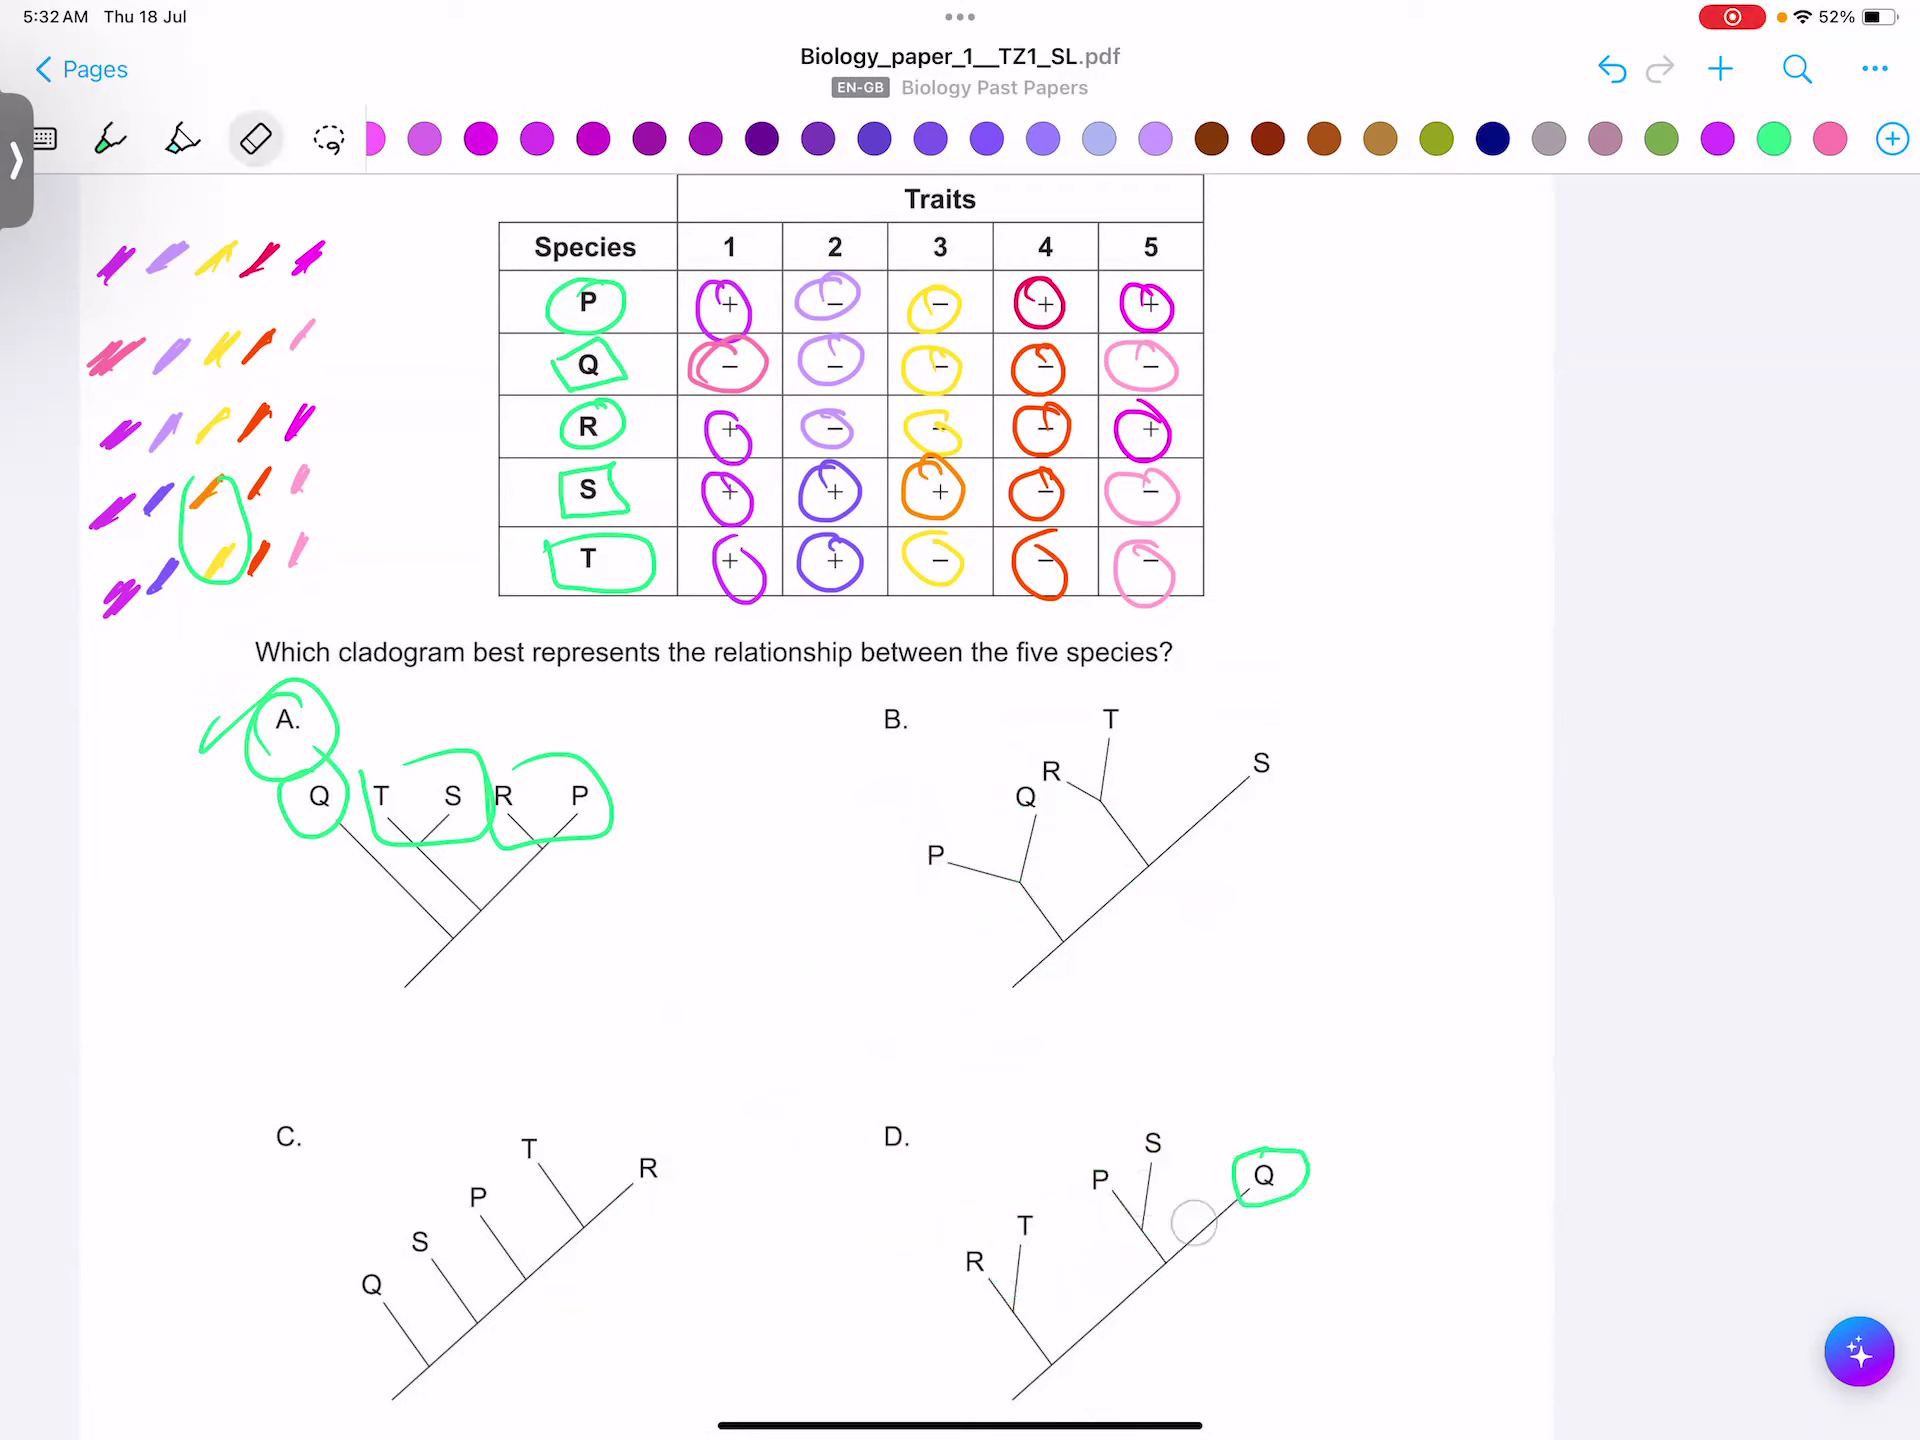 5:32 AM Thu 18 Jul
52%
Pages
Biology_paper_1__TZ1_SL.pdf
EN-GB Biology Past Papers
Traits
Species 1 2 3 4 5
P + − − + +
Q − − − − −
R + − − − +
S + + + − −
T + + − − −
Which cladogram best represents the relationship between the five species?
A.
Q T S R P
B.
T
S
R
Q
P
C.
T
R
P
S
Q
D.
S
Q
P
T
R